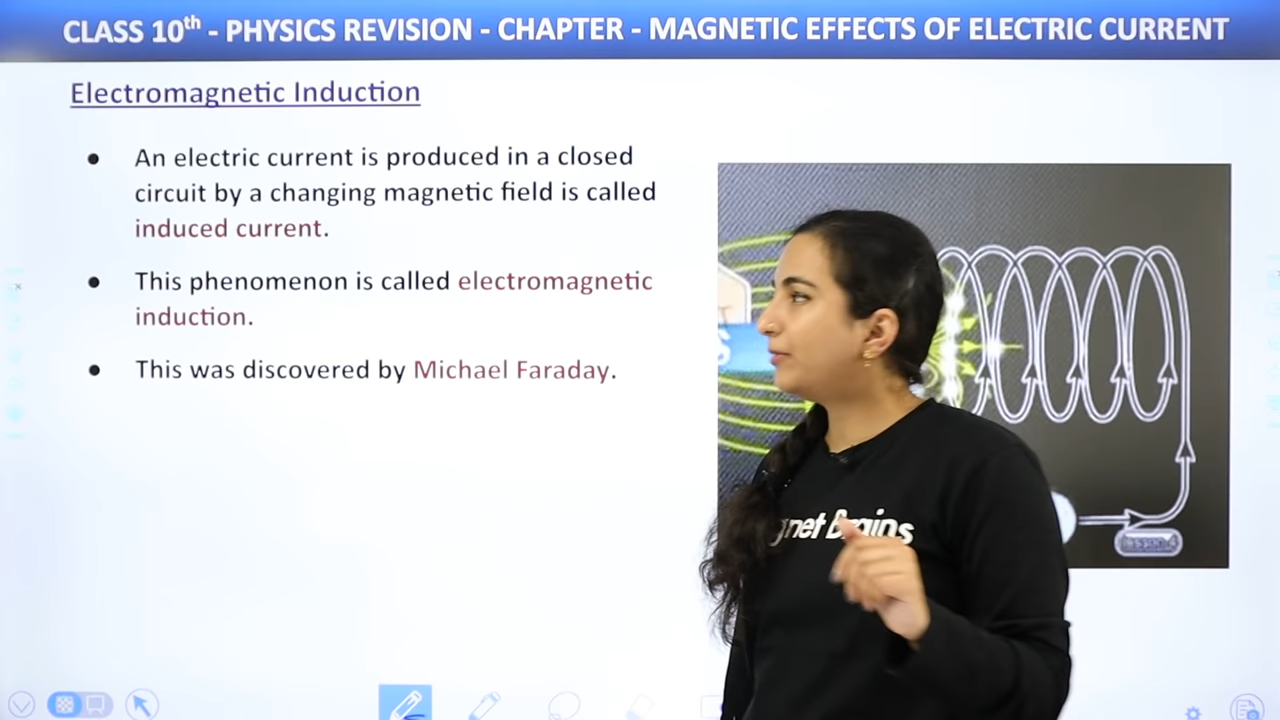 CLASS 10th - PHYSICS REVISION - CHAPTER - MAGNETIC EFFECTS OF ELECTRIC CURRENT
Electromagnetic Induction
● An electric current is produced in a closed
circuit by a changing magnetic field is called
induced current.
● This phenomenon is called electromagnetic
induction.
● This was discovered by Michael Faraday.
S
gnet Brains